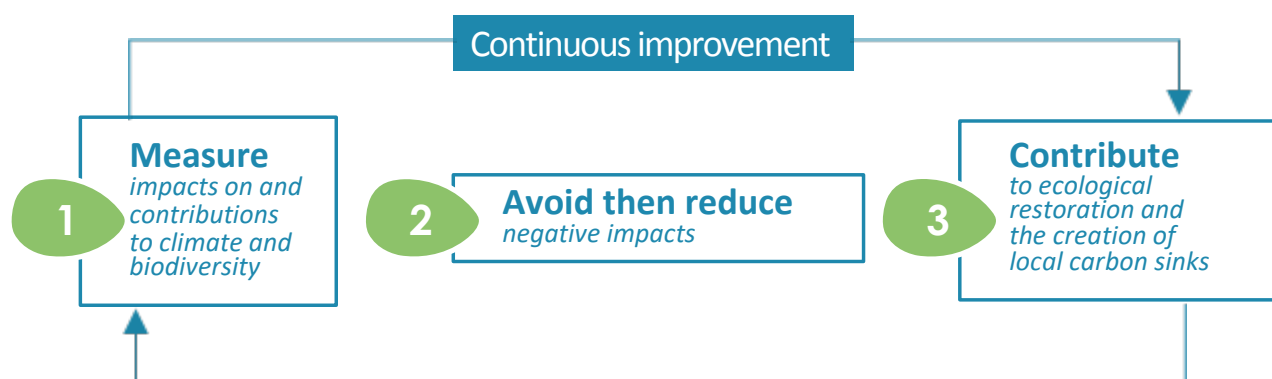 Continuous improvement
1
Measure
impacts on and
contributions
to climate and
biodiversity
2
Avoid then reduce
negative impacts
3
Contribute
to ecological
restoration and
the creation of
local carbon sinks